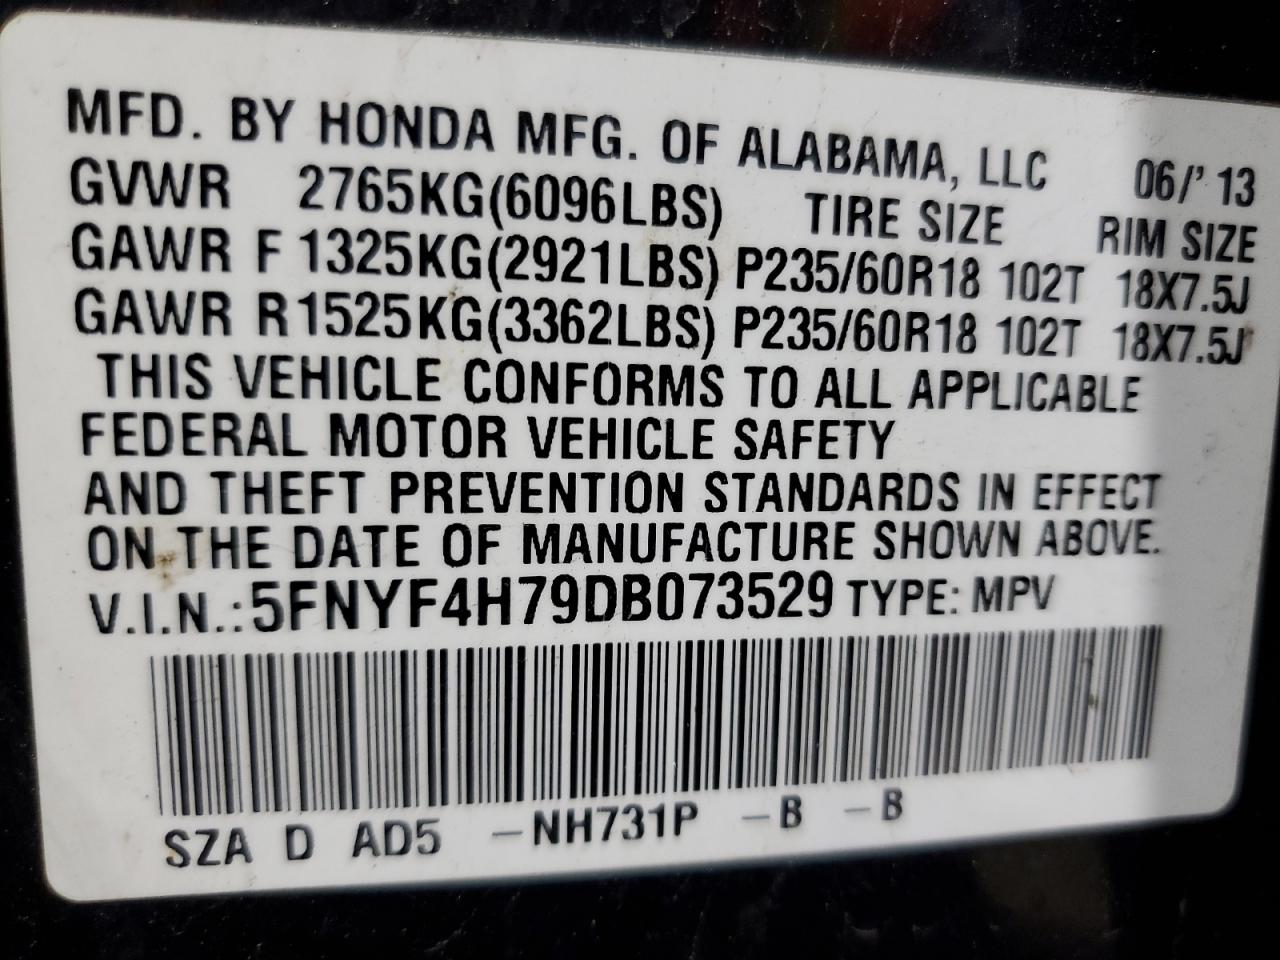 MFD. BY HONDA MFG. OF ALABAMA, LLC 06/' 13
GVWR 2765KG(6096LBS) TIRE SIZE RIM SIZE
GAWR F 1325KG(2921LBS) P235/60R18 102T 18X7.5J
GAWR R 1525KG(3362LBS) P235/60R18 102T 18X7.5J
THIS VEHICLE CONFORMS TO ALL APPLICABLE
FEDERAL MOTOR VEHICLE SAFETY
AND THEFT PREVENTION STANDARDS IN EFFECT
ON THE DATE OF MANUFACTURE SHOWN ABOVE.
V.I.N.:5FNYF4H79DB073529 TYPE: MPV
SZA D AD5 -NH731P -B -B